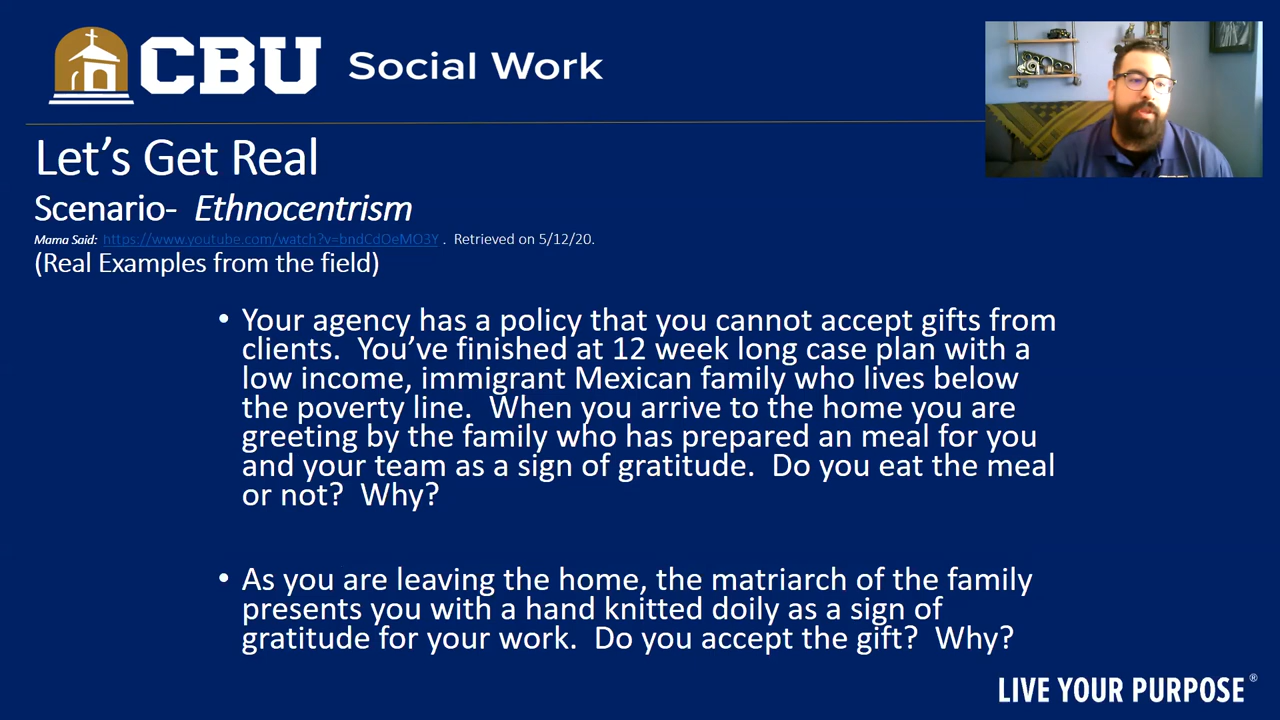 CBU Social Work
Let's Get Real
Scenario- Ethnocentrism
Mama Said: https://www.youtube.com/watch?v=bndCdOeMO3Y . Retrieved on 5/12/20.
(Real Examples from the field)
• Your agency has a policy that you cannot accept gifts from
clients. You've finished at 12 week long case plan with a
low income, immigrant Mexican family who lives below
the poverty line. When you arrive to the home you are
greeting by the family who has prepared an meal for you
and your team as a sign of gratitude. Do you eat the meal
or not? Why?
• As you are leaving the home, the matriarch of the family
presents you with a hand knitted doily as a sign of
gratitude for your work. Do you accept the gift? Why?
LIVE YOUR PURPOSE®